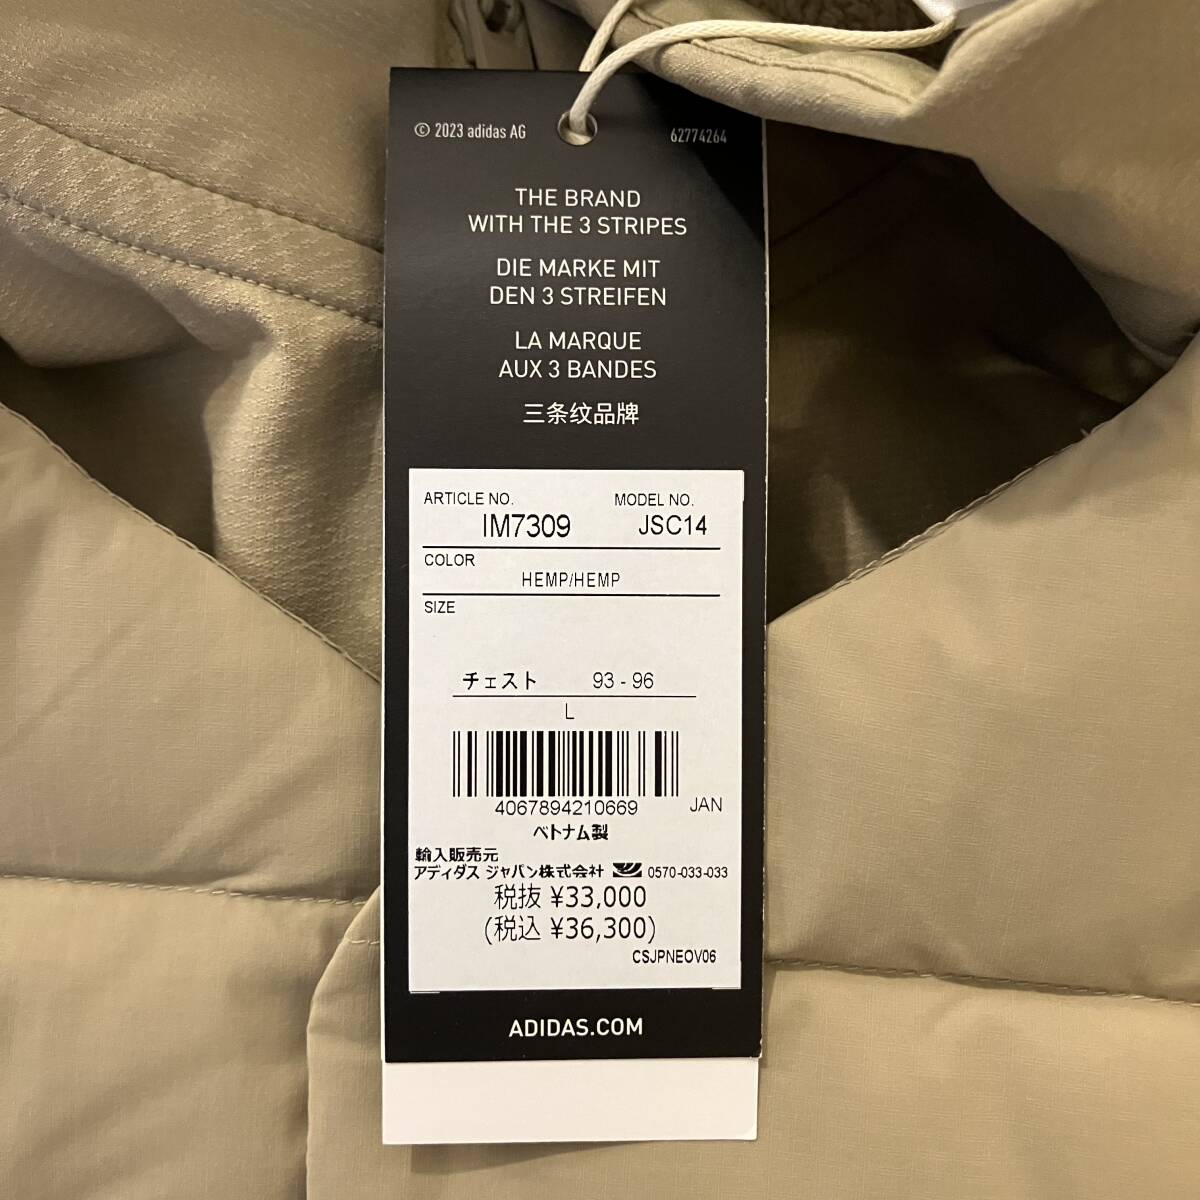 © 2023 adidas AG
62774264
THE BRAND
WITH THE 3 STRIPES
DIE MARKE MIT
DEN 3 STREIFEN
LA MARQUE
AUX 3 BANDES
三条纹品牌
ARTICLE NO. MODEL NO.
IM7309 JSC14
COLOR
HEMP/HEMP
SIZE
チェスト 93 - 96
L
4067894210669 JAN
ベトナム製
輸入販売元
アディダス ジャパン株式会社 0570-033-033
税抜 ¥33,000
(税込 ¥36,300)
CSJPNEOV06
ADIDAS.COM